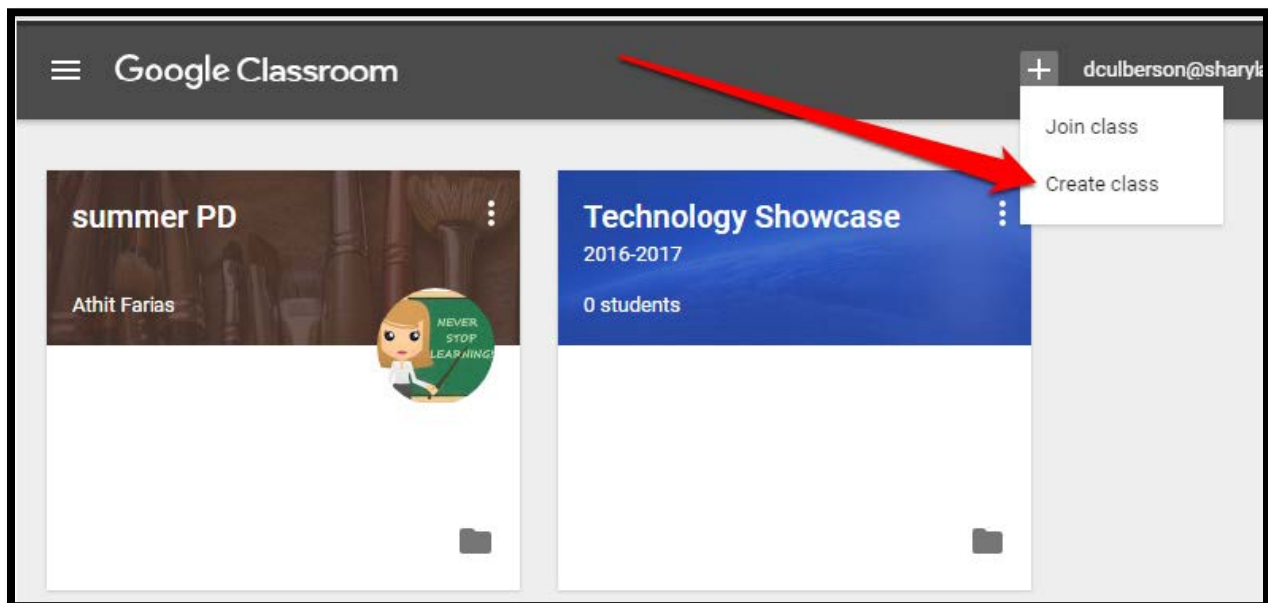 Google Classroom
dculberson@sharyla
Join class
Create class
summer PD
Athit Farias
NEVER
STOP
LEARNING!
Technology Showcase
2016-2017
0 students